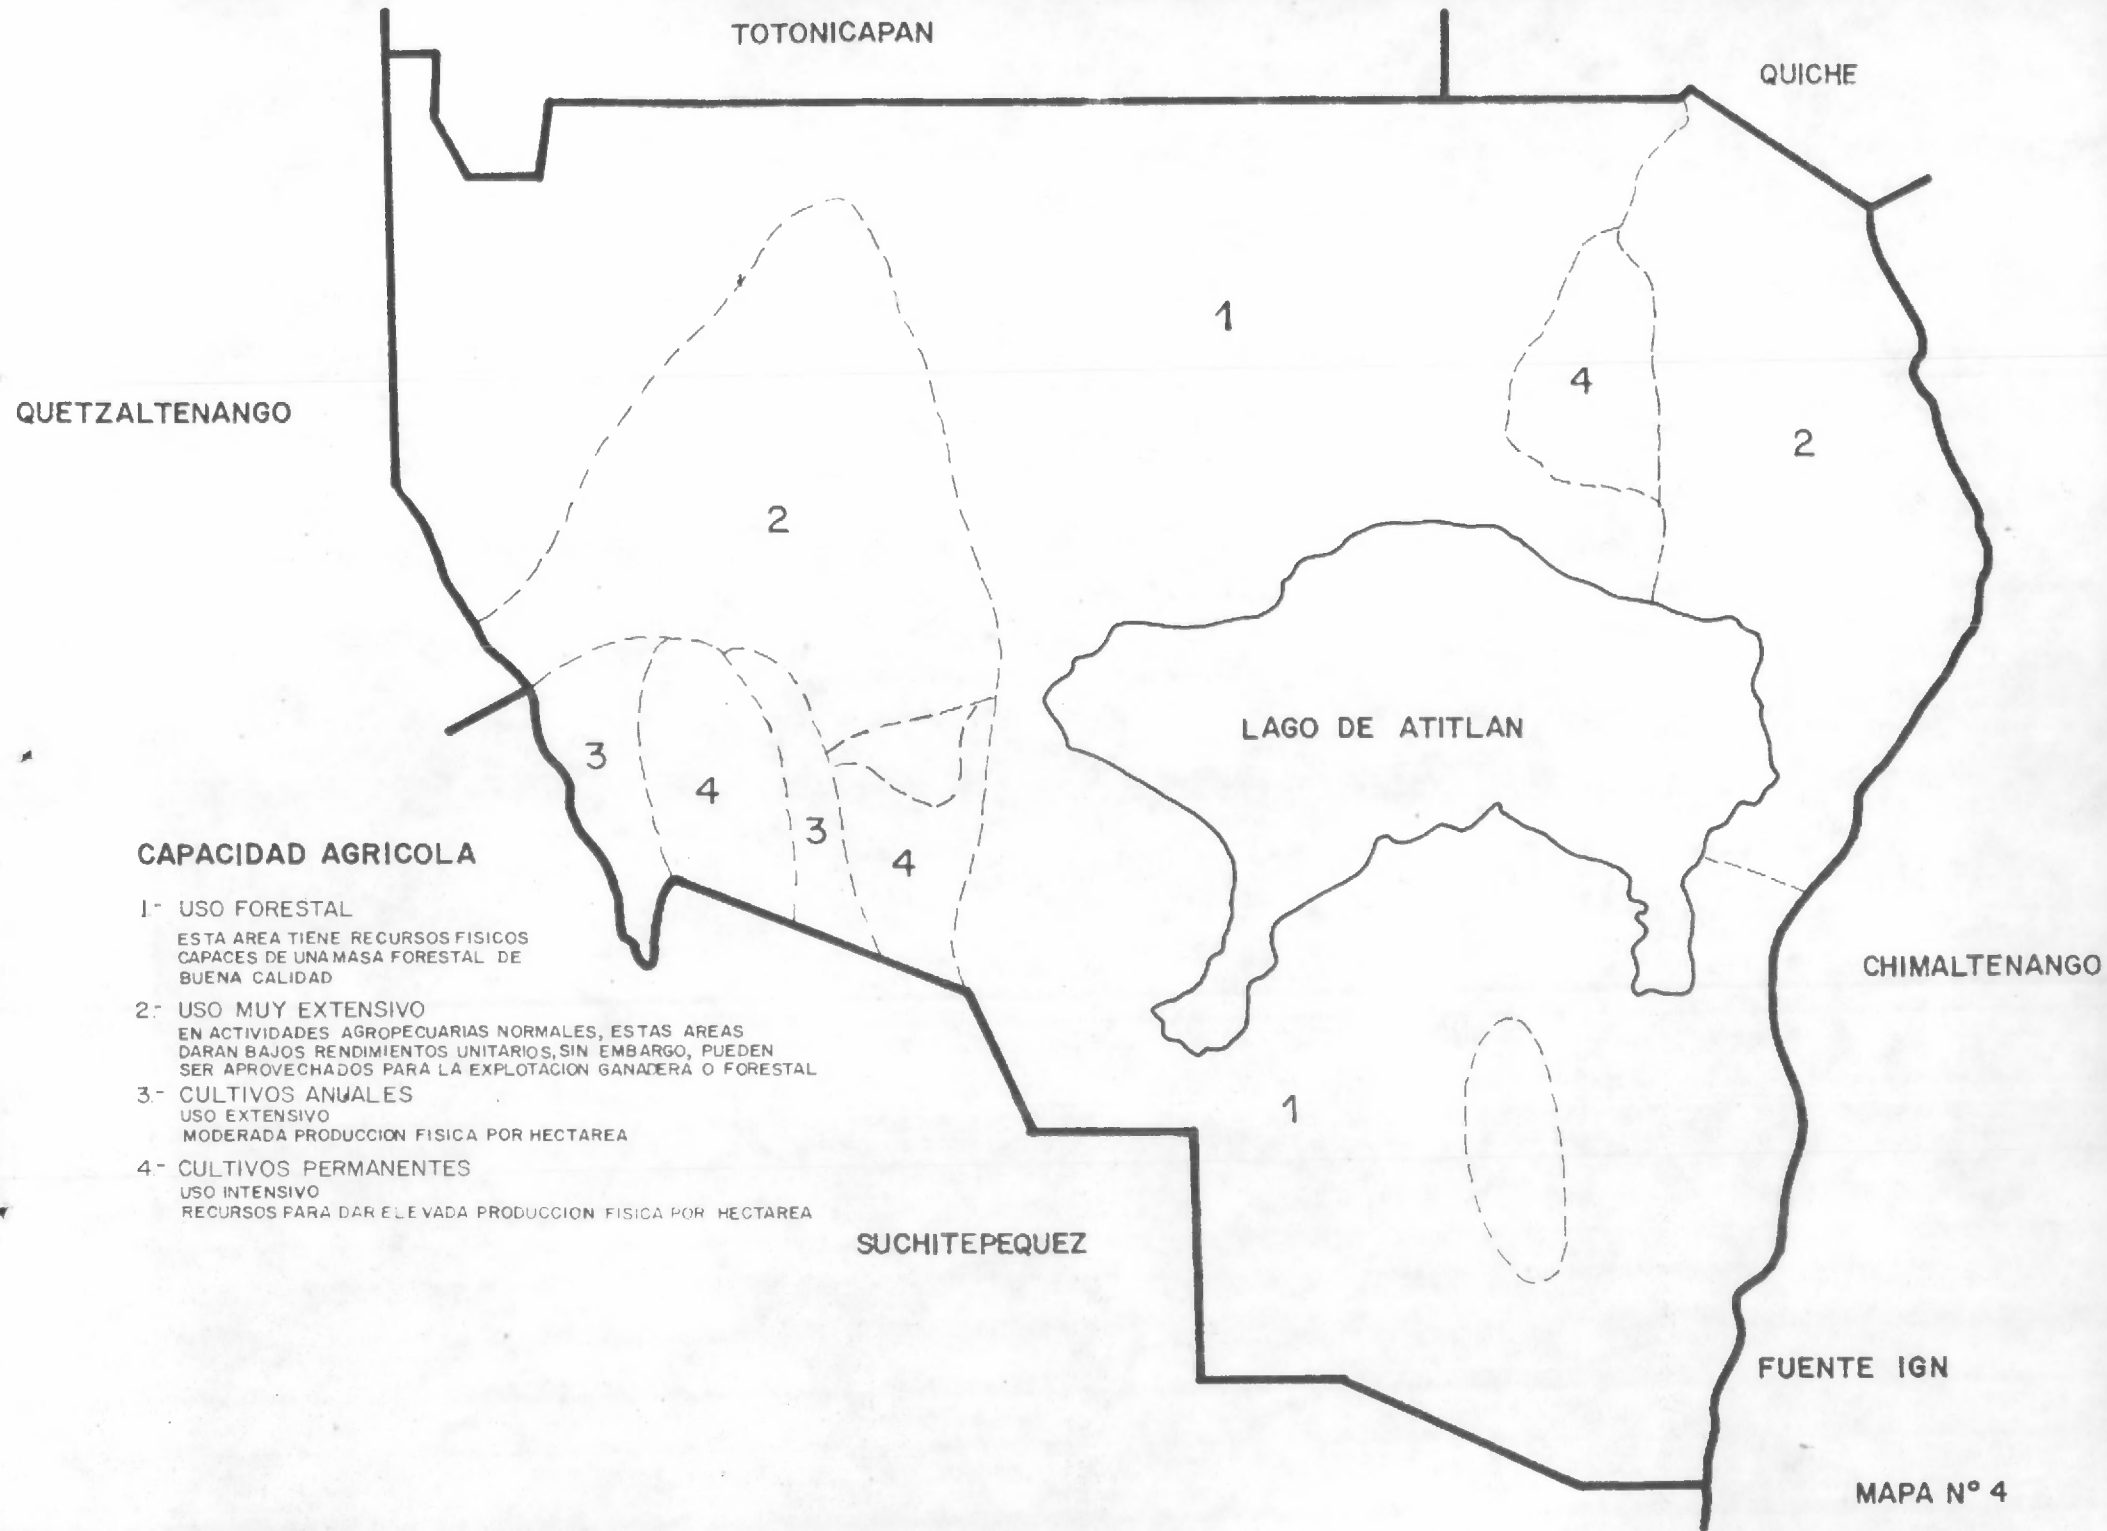 TOTONICAPAN
QUICHE
1
4
QUETZALTENANGO
2
2
LAGO DE ATITLAN
3
4
3
4
CAPACIDAD AGRICOLA
1.- USO FORESTAL
ESTA AREA TIENE RECURSOS FISICOS
CAPACES DE UNA MASA FORESTAL DE
BUENA CALIDAD
2.- USO MUY EXTENSIVO
EN ACTIVIDADES AGROPECUARIAS NORMALES, ESTAS AREAS
DARAN BAJOS RENDIMIENTOS UNITARIOS, SIN EMBARGO, PUEDEN
SER APROVECHADOS PARA LA EXPLOTACION GANADERA O FORESTAL
3.- CULTIVOS ANUALES
USO EXTENSIVO
MODERADA PRODUCCION FISICA POR HECTAREA
4.- CULTIVOS PERMANENTES
USO INTENSIVO
RECURSOS PARA DAR ELEVADA PRODUCCION FISICA POR HECTAREA
CHIMALTENANGO
1
SUCHITEPEQUEZ
FUENTE IGN
MAPA Nº 4